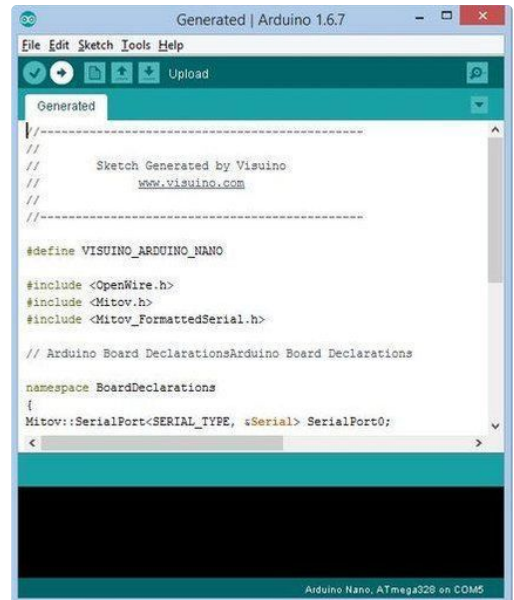 Generated | Arduino 1.6.7
File Edit Sketch Tools Help
Upload
Generated
//----------------------------------------------
//
//        Sketch Generated by Visuino
//              www.visuino.com
//
//----------------------------------------------
#define VISUINO_ARDUINO_NANO
#include <OpenWire.h>
#include <Mitov.h>
#include <Mitov_FormattedSerial.h>
// Arduino Board DeclarationsArduino Board Declarations
namespace BoardDeclarations
{
Mitov::SerialPort<SERIAL_TYPE, &Serial> SerialPort0;
Arduino Nano, ATmega328 on COM5